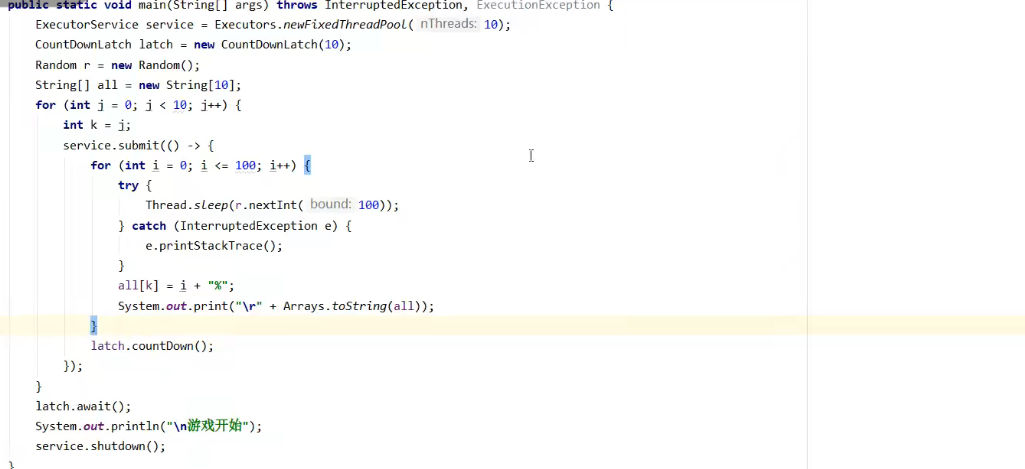 public static void main(String[] args) throws InterruptedException, ExecutionException {
    ExecutorService service = Executors.newFixedThreadPool( nThreads: 10);
    CountDownLatch latch = new CountDownLatch(10);
    Random r = new Random();
    String[] all = new String[10];
    for (int j = 0; j < 10; j++) {
        int k = j;
        service.submit(() -> {
            for (int i = 0; i <= 100; i++) {
                try {
                    Thread.sleep(r.nextInt( bound: 100));
                } catch (InterruptedException e) {
                    e.printStackTrace();
                }
                all[k] = i + "%";
                System.out.print("\r" + Arrays.toString(all));
            }
            latch.countDown();
        });
    }
    latch.await();
    System.out.println("\n游戏开始");
    service.shutdown();
}